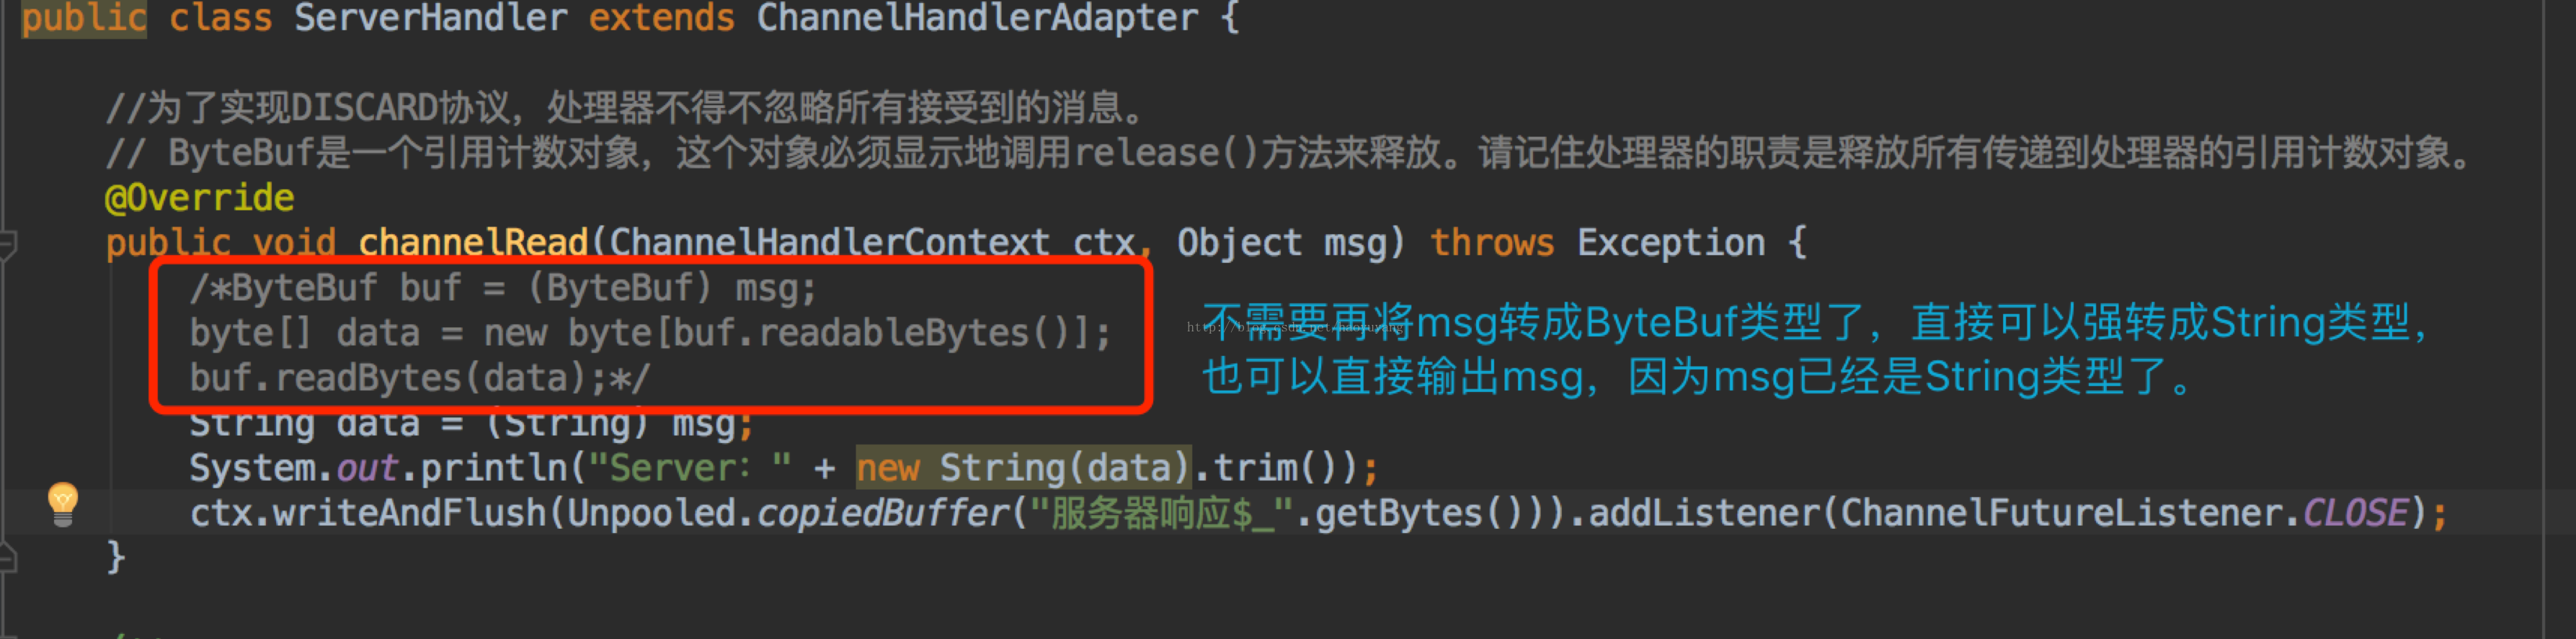 public class ServerHandler extends ChannelHandlerAdapter {
//为了实现DISCARD协议，处理器不得不忽略所有接受到的消息。
// ByteBuf是一个引用计数对象，这个对象必须显示地调用release()方法来释放。请记住处理器的职责是释放所有传递到处理器的引用计数对象。
@Override
public void channelRead(ChannelHandlerContext ctx, Object msg) throws Exception {
/*ByteBuf buf = (ByteBuf) msg;
byte[] data = new byte[buf.readableBytes()];
buf.readBytes(data);*/
不需要再将msg转成ByteBuf类型了，直接可以强转成String类型，
也可以直接输出msg，因为msg已经是String类型了。
String data = (String) msg;
System.out.println("Server: " + new String(data).trim());
ctx.writeAndFlush(Unpooled.copiedBuffer("服务器响应$_".getBytes())).addListener(ChannelFutureListener.CLOSE);
}